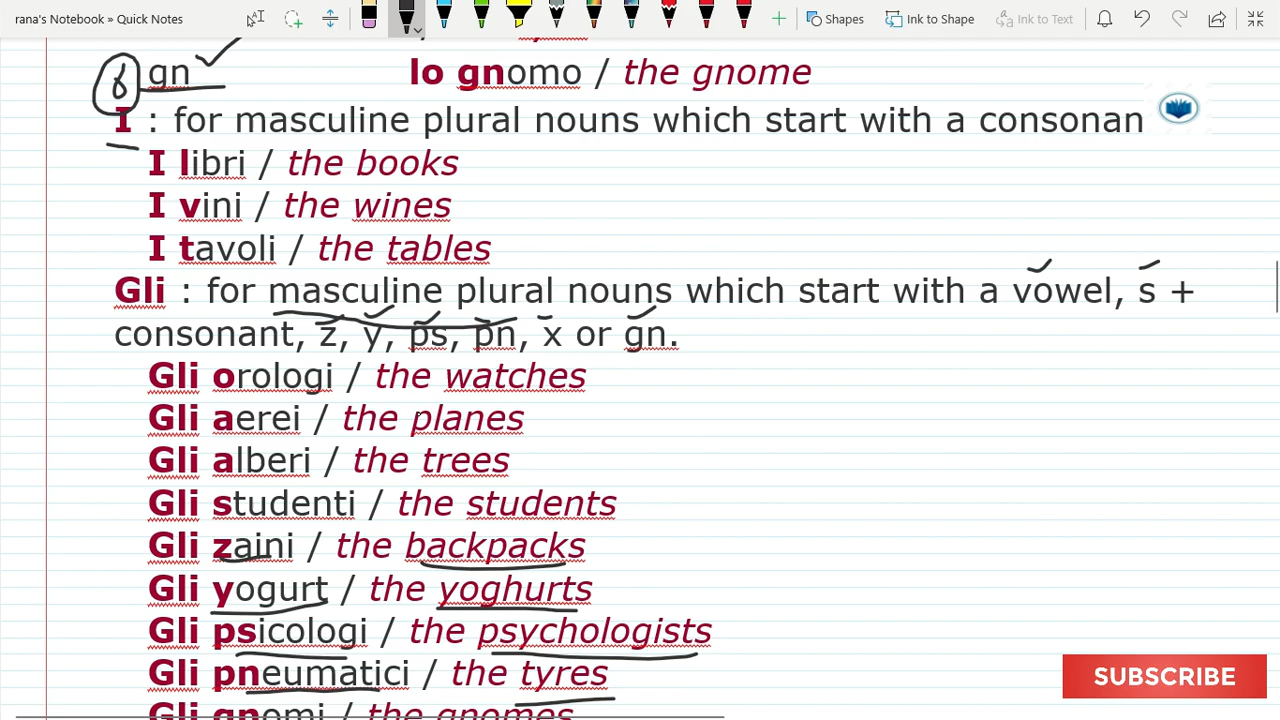 rana's Notebook » Quick Notes
Shapes
Ink to Shape
Ink to Text
gn lo gnomo / the gnome
I : for masculine plural nouns which start with a consonan
I libri / the books
I vini / the wines
I tavoli / the tables
Gli : for masculine plural nouns which start with a vowel, s +
consonant, z, y, ps, pn, x or gn.
Gli orologi / the watches
Gli aerei / the planes
Gli alberi / the trees
Gli studenti / the students
Gli zaini / the backpacks
Gli yogurt / the yoghurts
Gli psicologi / the psychologists
Gli pneumatici / the tyres
Gli gnomi / the gnomes
SUBSCRIBE